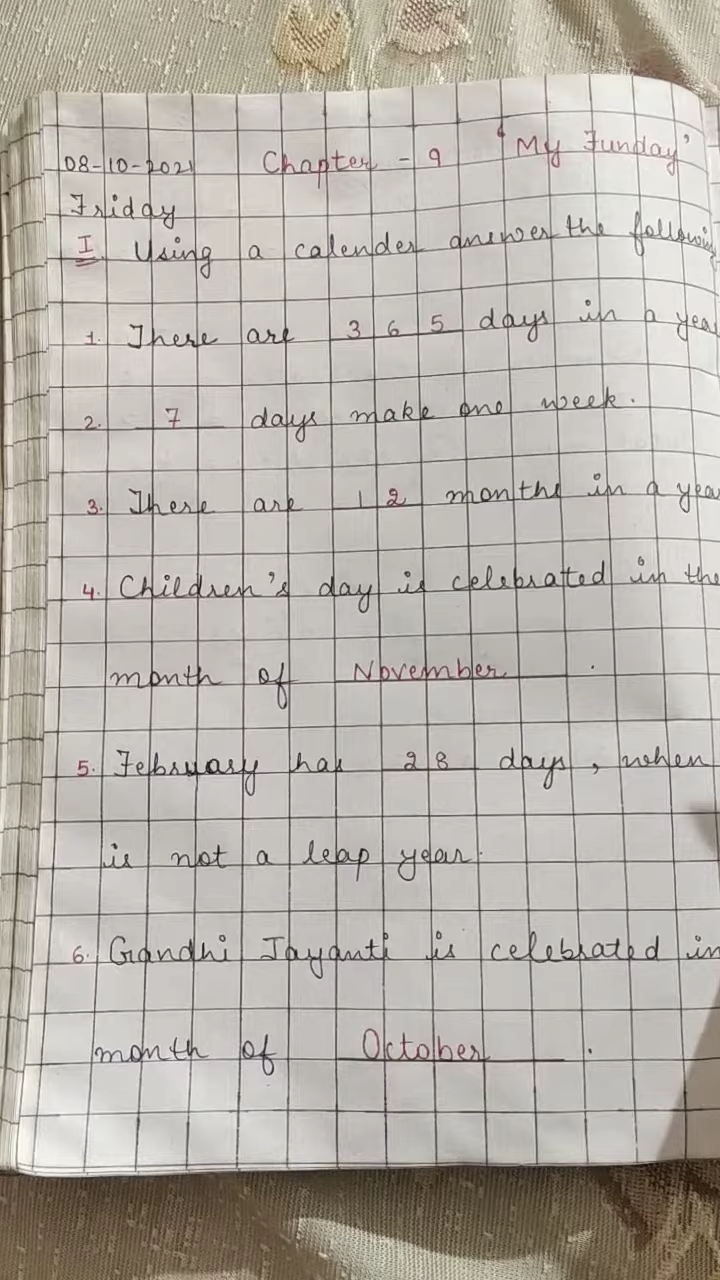 08-10-2021 Chapter - 9 'My Funday'
Friday
I Using a calender answer the following
1. There are 365 days in a yea
2. 7 days make one week.
3. There are 12 months in a yea
4. Children's day is celebrated in the
month of November.
5. February has 28 days, when
is not a leap year.
6. Gandhi Jayanti is celebrated in
month of October.